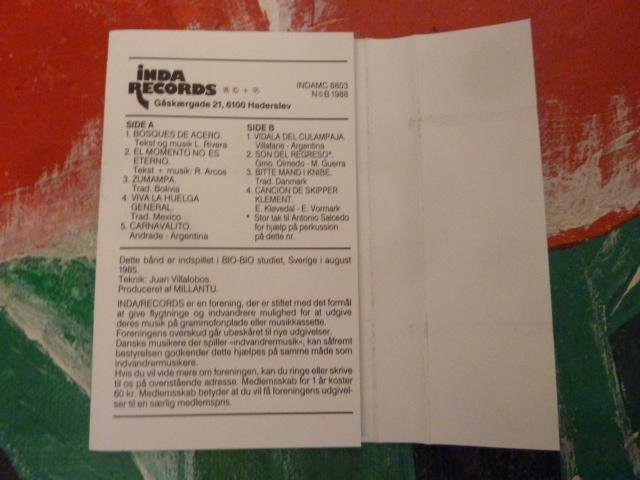 INDA
RECORDS ® © + ℗
INDAMC 8803
N©B 1988
Gåskærgade 21, 6100 Haderslev
SIDE A
1. BOSQUES DE ACERO.
Tekst og musik L. Rivera
2. EL MOMENTO NO ES
ETERNO.
Tekst + musik: R. Arcos
3. ZUMAMPA.
Trad. Bolivia
4. VIVA LA HUELGA
GENERAL.
Trad. Mexico
5. CARNAVALITO.
Andrade - Argentina
SIDE B
1. VIDALA DEL CULAMPAJA.
Villafañe - Argentina
2. SON DEL REGRESO*.
Gmo. Olmedo - M. Guerra
3. BITTE MAND I KNIBE.
Trad. Danmark
4. CANCION DE SKIPPER
KLEMENT.
E. Kløvedal - E. Vormark
* Stor tak til Antonio Salcedo
for hjælp på perkussion
på dette nr.
Dette bånd er indspillet i BIO-BIO studiet, Sverige i august
1985.
Teknik: Juan Villalobos.
Produceret af MILLANTU.
INDA/RECORDS er en forening, der er stiftet med det formål
at give flygtninge og indvandrere mulighed for at udgive
deres musik på grammofonplade eller musikkassette.
Foreningens overskud går ubeskåret til nye udgivelser.
Danske musikere der spiller »indvandrermusik«, kan såfremt
bestyrelsen godkender dette hjælpes på samme måde som
indvandrermusikere.
Hvis du vil vide mere om foreningen, kan du ringe eller skrive
til os på ovenstående adresse. Medlemsskab for 1 år koster
60 kr. Medlemsskab betyder at du vil få foreningens udgivel-
ser til en særlig medlemspris.